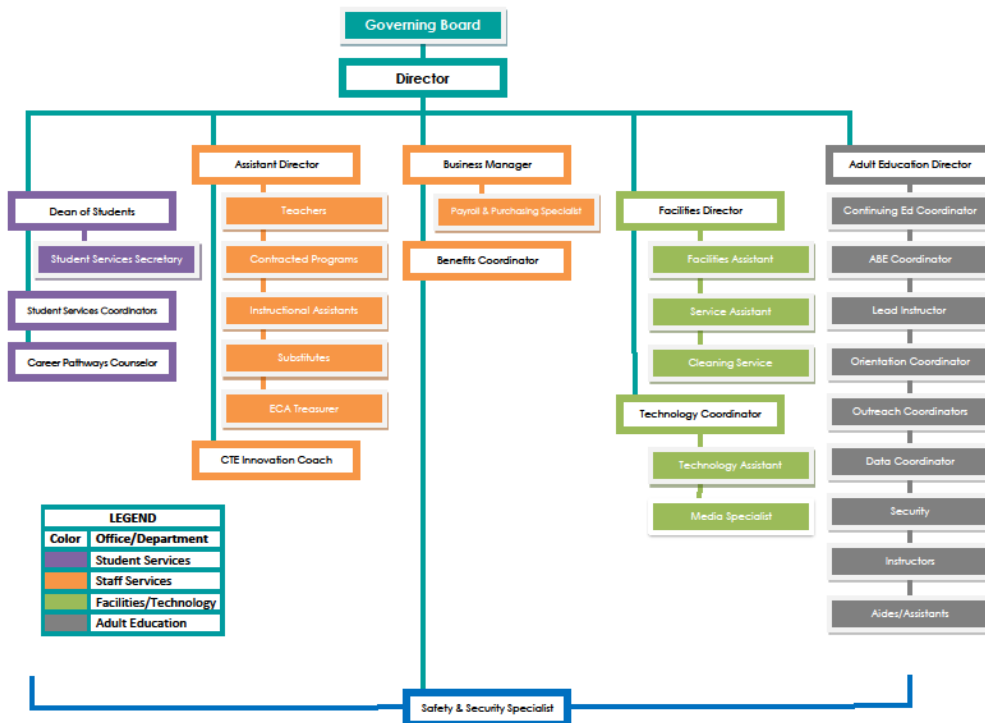 Governing Board
Director
Assistant Director
Business Manager
Adult Education Director
Dean of Students
Teachers
Payroll & Purchasing Specialist
Facilities Director
Continuing Ed Coordinator
Student Services Secretary
Contracted Programs
Benefits Coordinator
Facilities Assistant
ABE Coordinator
Student Services Coordinators
Instructional Assistants
Service Assistant
Lead Instructor
Career Pathways Counselor
Substitutes
Cleaning Service
Orientation Coordinator
ECA Treasurer
Technology Coordinator
Outreach Coordinators
CTE Innovation Coach
Technology Assistant
Data Coordinator
Media Specialist
Security
Instructors
Aides/Assistants
LEGEND
Color Office/Department
Student Services
Staff Services
Facilities/Technology
Adult Education
Safety & Security Specialist